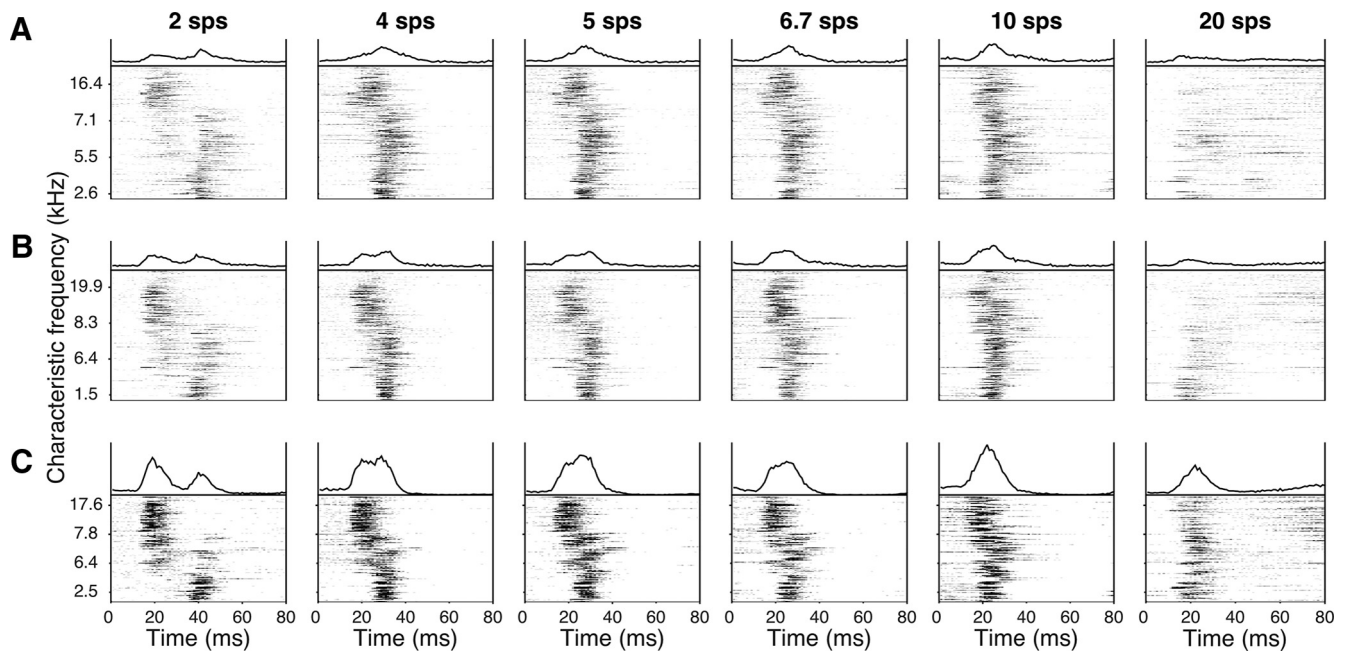 A
2 sps 4 sps 5 sps 6.7 sps 10 sps 20 sps
16.4
7.1
5.5
2.6
B
19.9
8.3
6.4
1.5
C
17.6
7.8
6.4
2.5
Characteristic frequency (kHz)
0 20 40 60 80 0 20 40 60 80 0 20 40 60 80 0 20 40 60 80 0 20 40 60 80 0 20 40 60 80
Time (ms) Time (ms) Time (ms) Time (ms) Time (ms) Time (ms)